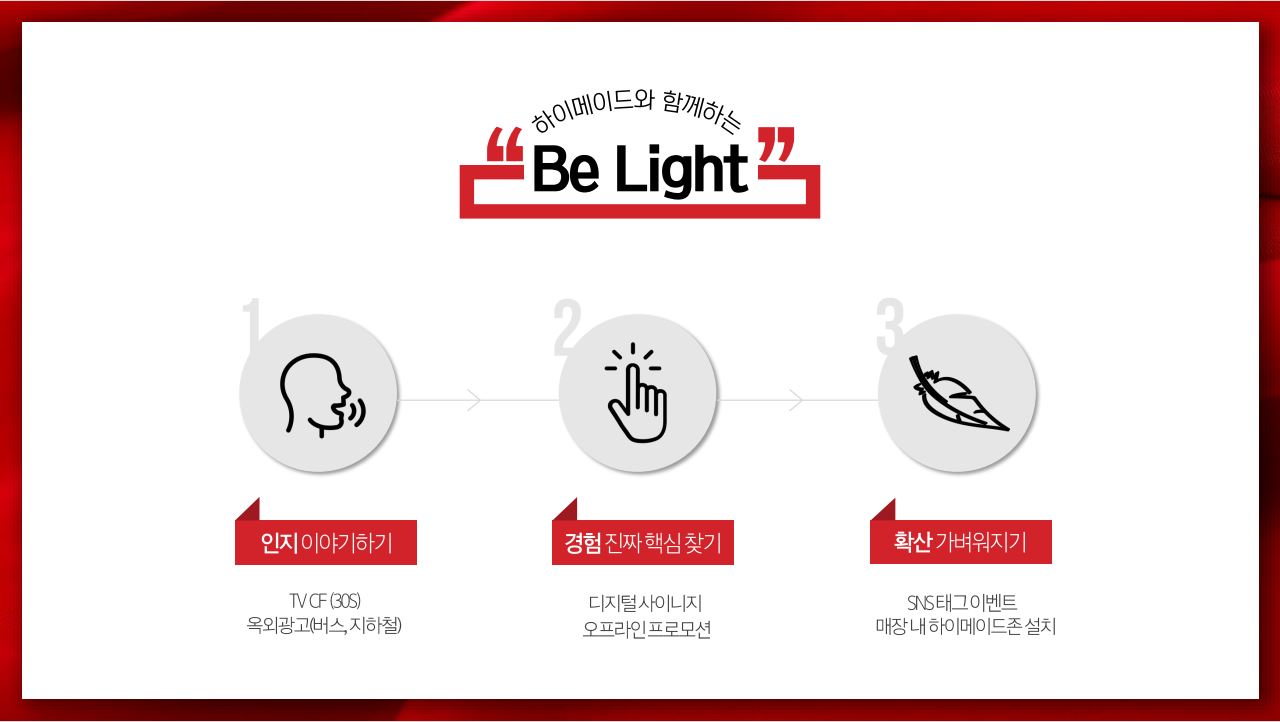 하이메이드와 함께하는
“Be Light”
1
2
3
인지 이야기하기
경험 진짜 핵심 찾기
확산 가벼워지기
TV CF (30S)
옥외광고(버스, 지하철)
디지털 사이니지
오프라인 프로모션
SNS 태그 이벤트
매장 내 하이메이드존 설치